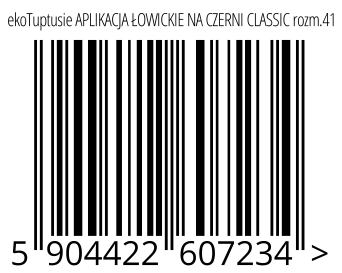 ekoTuptusie APLIKACJA ŁOWICKIE NA CZERNI CLASSIC rozm.41
5 904422 607234 >